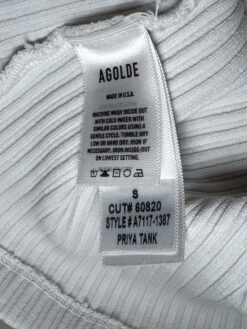 AGOLDE
MADE IN U.S.A.
MACHINE WASH INSIDE OUT
WITH COLD WATER WITH
SIMILAR COLORS USING A
GENTLE CYCLE. TUMBLE DRY
LOW OR HAND DRY. IRON IF
NECESSARY. IRON INSIDE-OUT
ON LOWEST SETTING.
S
CUT# 60820
STYLE # A7117-1387
PRIYA TANK